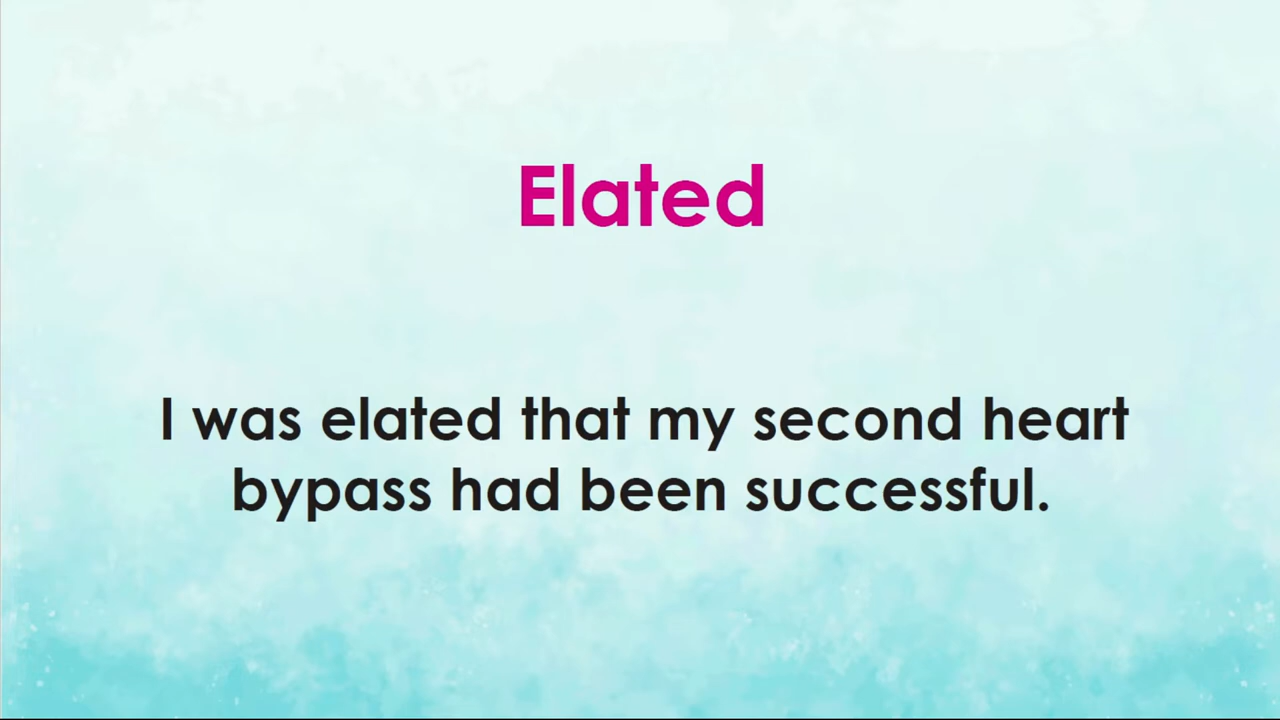 Elated
I was elated that my second heart
bypass had been successful.